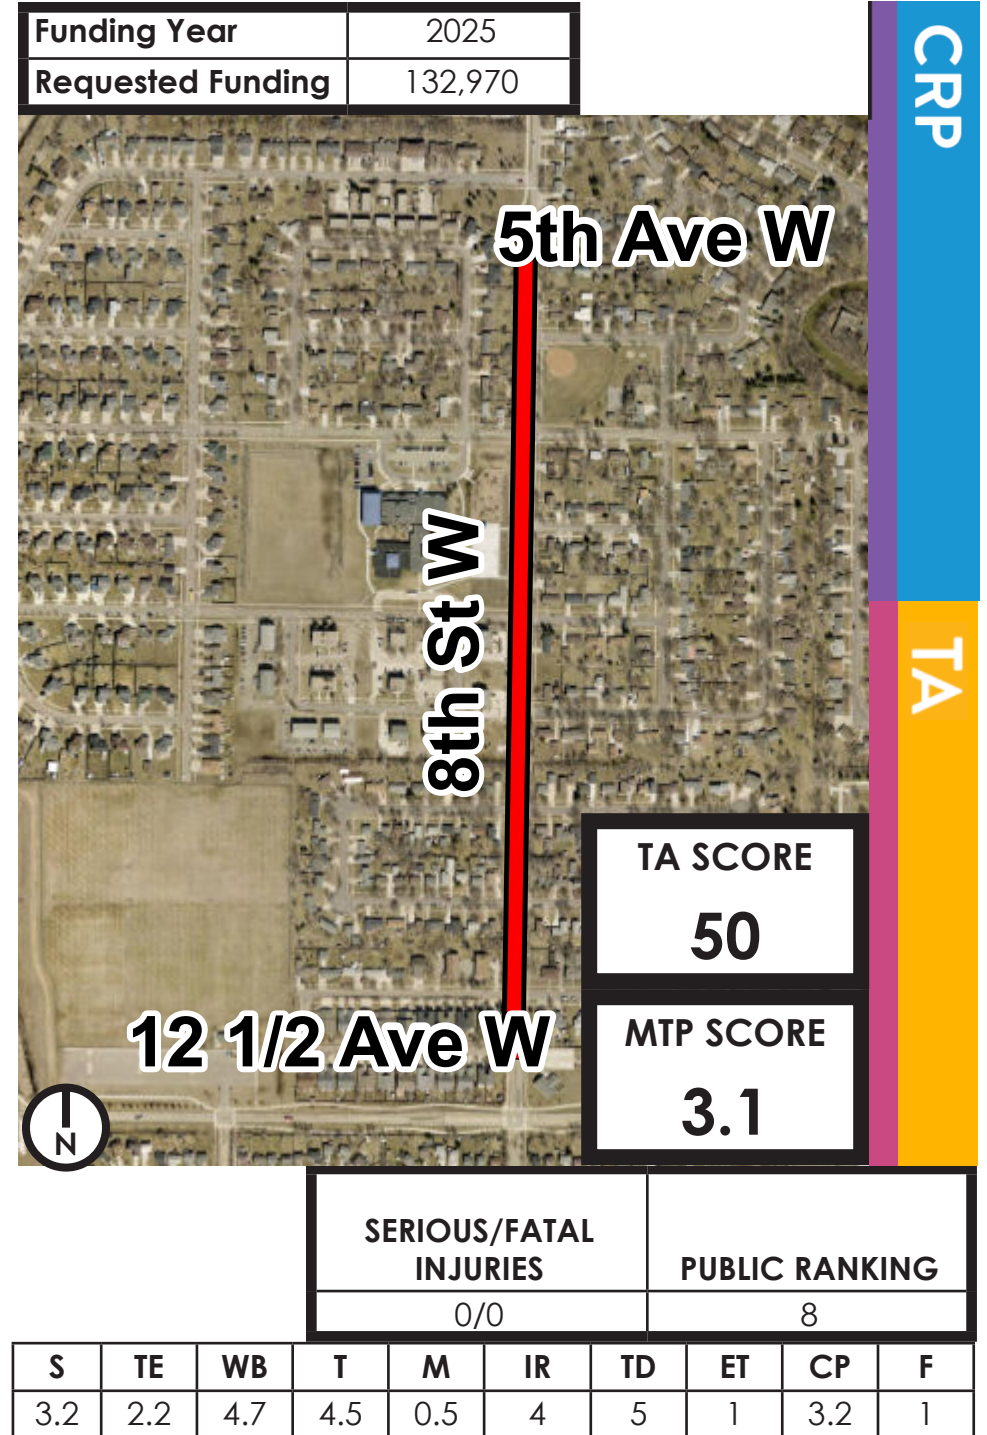 Funding Year 2025
Requested Funding 132,970
CRP
5th Ave W
8th St W
TA
TA SCORE
50
12 1/2 Ave W
MTP SCORE
3.1
N
SERIOUS/FATAL
INJURIES
PUBLIC RANKING
0/0 8
S TE WB T M IR TD ET CP F
3.2 2.2 4.7 4.5 0.5 4 5 1 3.2 1